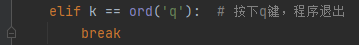 elif k == ord('q'):  # 按下q键，程序退出
    break